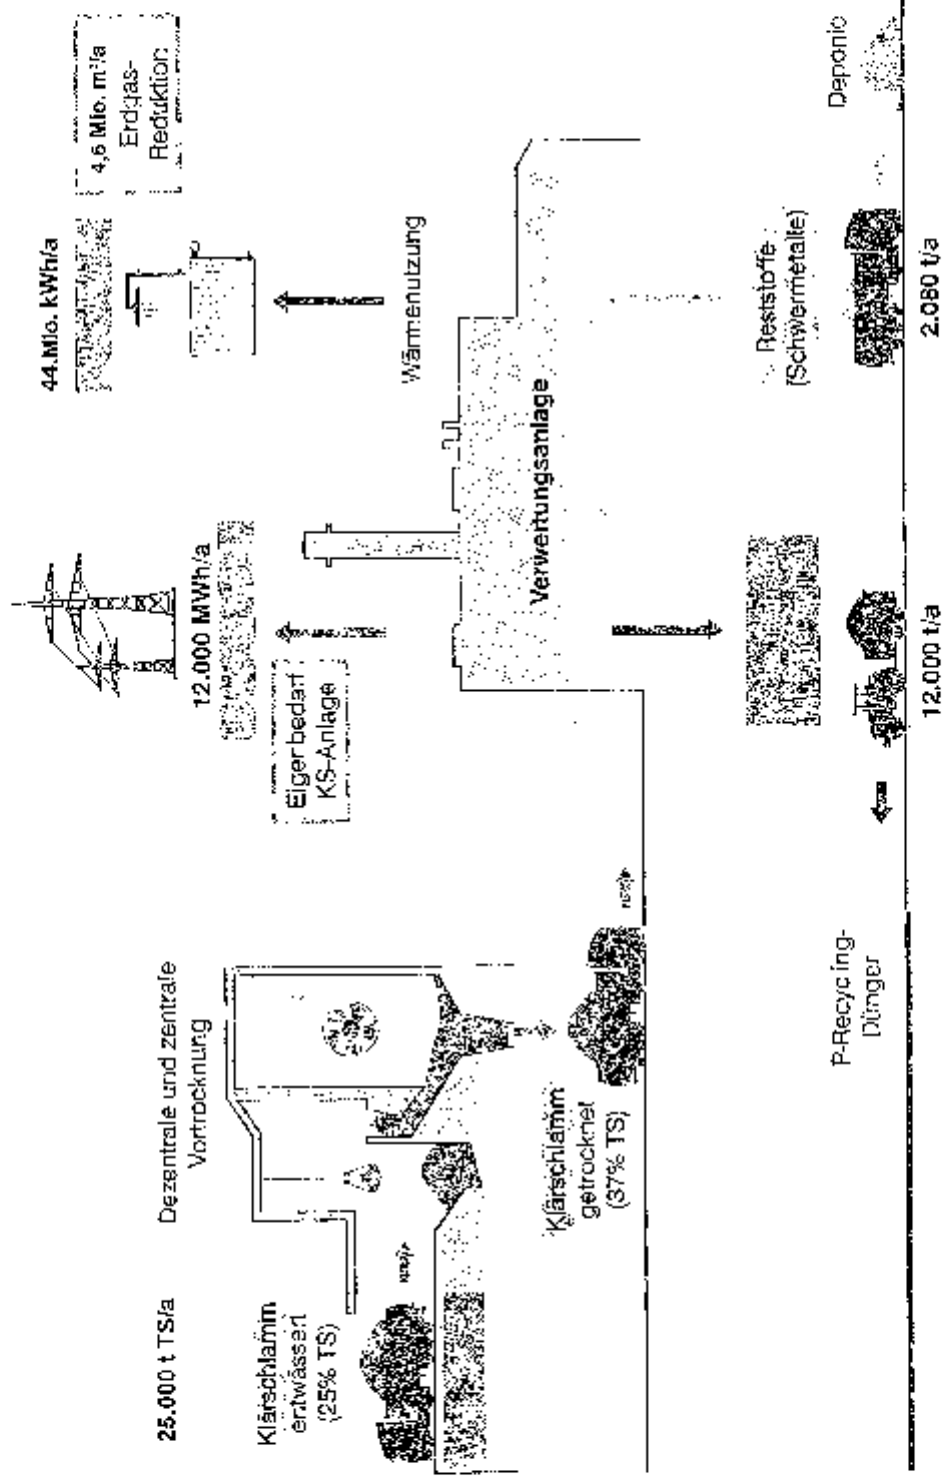 25.000 t TS/a
Klärschlamm
entwässert
(25% TS)
Dezentrale und zentrale
Vortrocknung
Klärschlamm
getrocknet
(37% TS)
12.000 MWh/a
Eigenbedarf
KS-Anlage
44.Mio. kWh/a
4,6 Mio. m³/a
Erdgas-
Reduktion
Wärmenutzung
Verwertungsanlage
P-Recycling-
Dünger
12.000 t/a
Reststoffe
(Schwermetalle)
2.080 t/a
Deponie